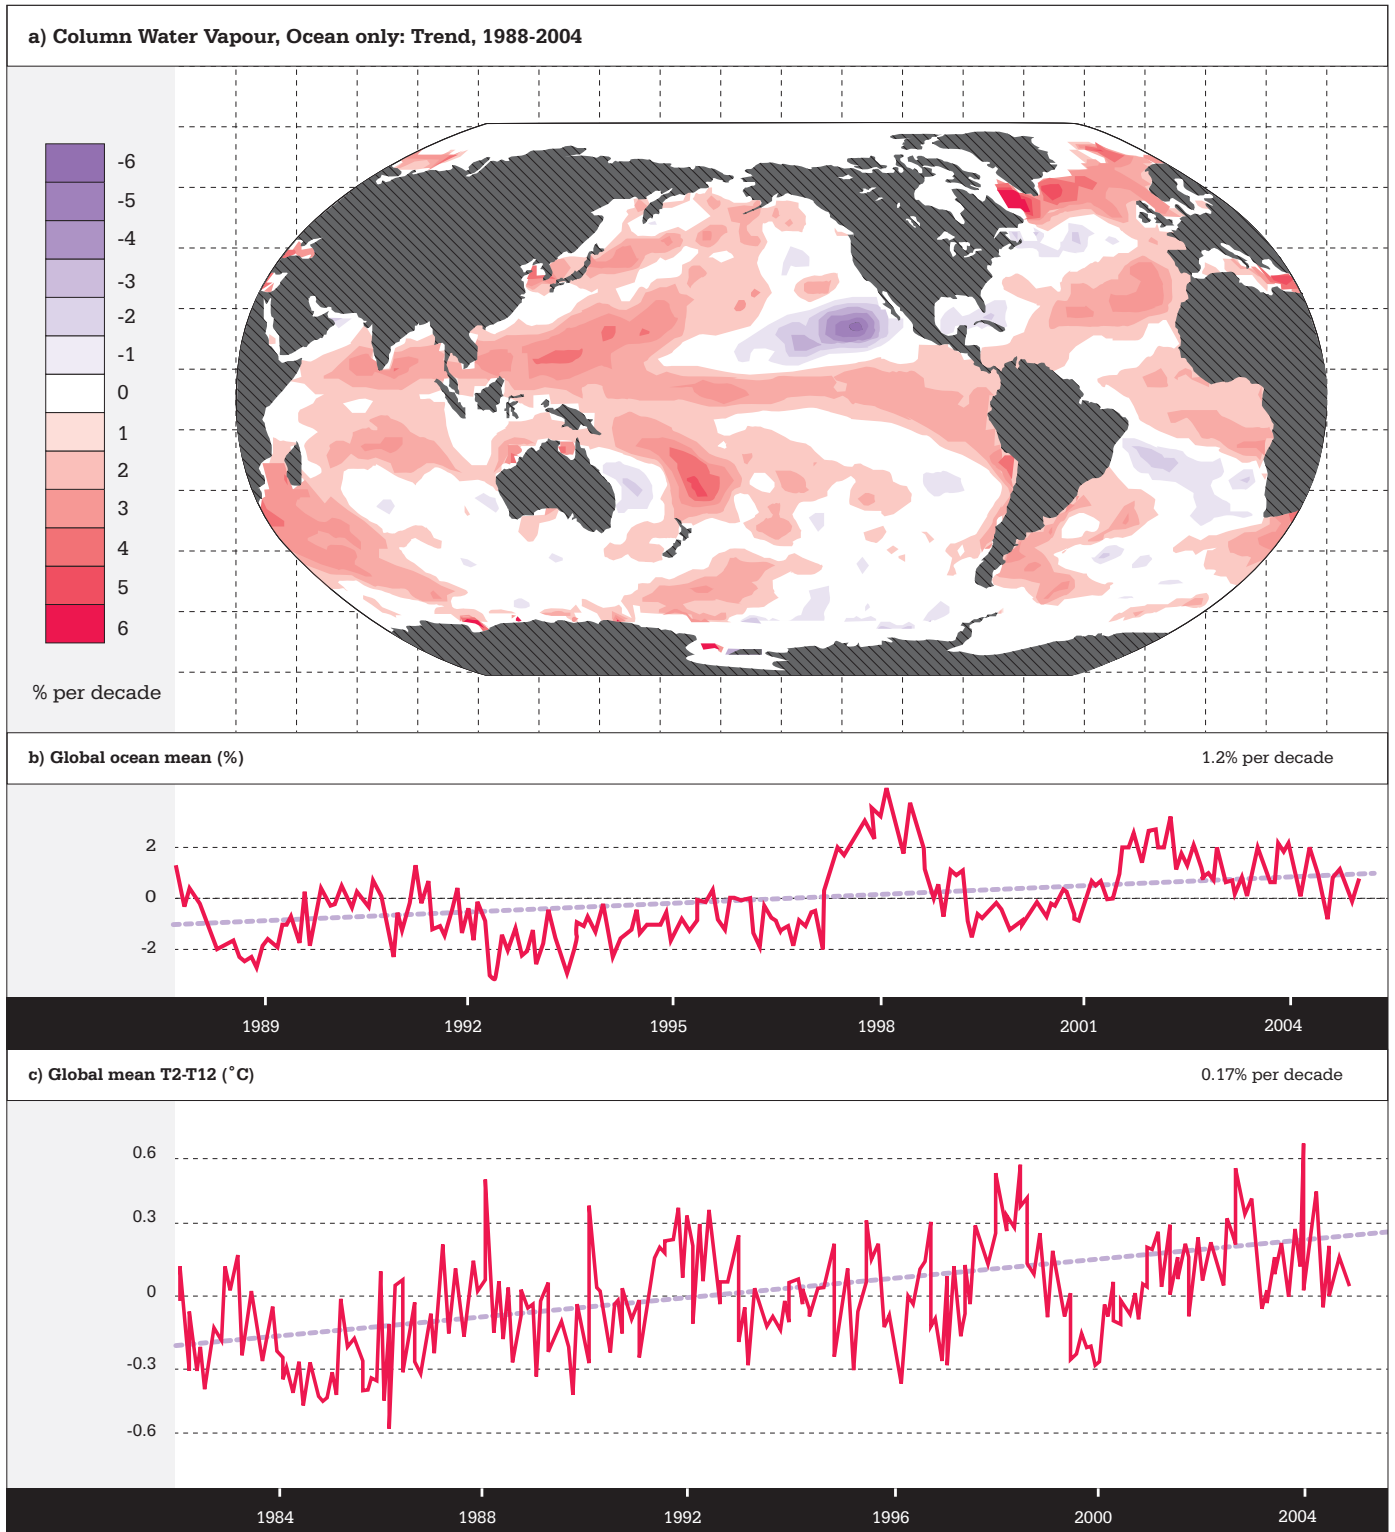 a) Column Water Vapour, Ocean only: Trend, 1988-2004
-6
-5
-4
-3
-2
-1
0
1
2
3
4
5
6
% per decade
b) Global ocean mean (%)
1.2% per decade
2
0
-2
1989 1992 1995 1998 2001 2004
c) Global mean T2-T12 (˚C)
0.17% per decade
0.6
0.3
0
-0.3
-0.6
1984 1988 1992 1996 2000 2004